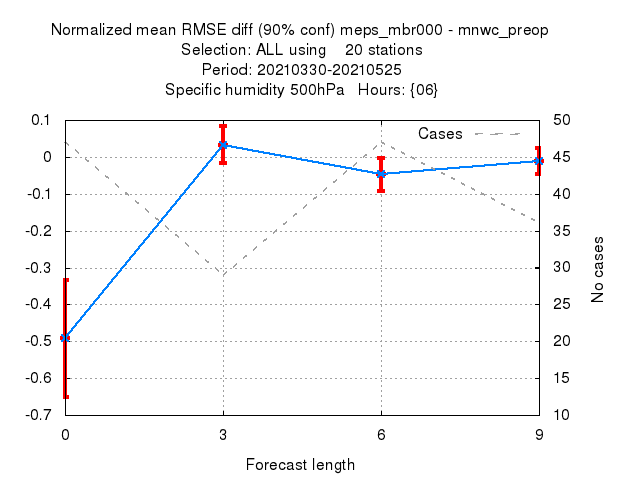 Normalized mean RMSE diff (90% conf) meps_mbr000 - mnwc_preop
Selection: ALL using    20 stations
Period: 20210330-20210525
Specific humidity 500hPa   Hours: {06}
Cases
0.1
0
-0.1
-0.2
-0.3
-0.4
-0.5
-0.6
-0.7
50
45
40
35
30
25
20
15
10
No cases
0 3 6 9
Forecast length